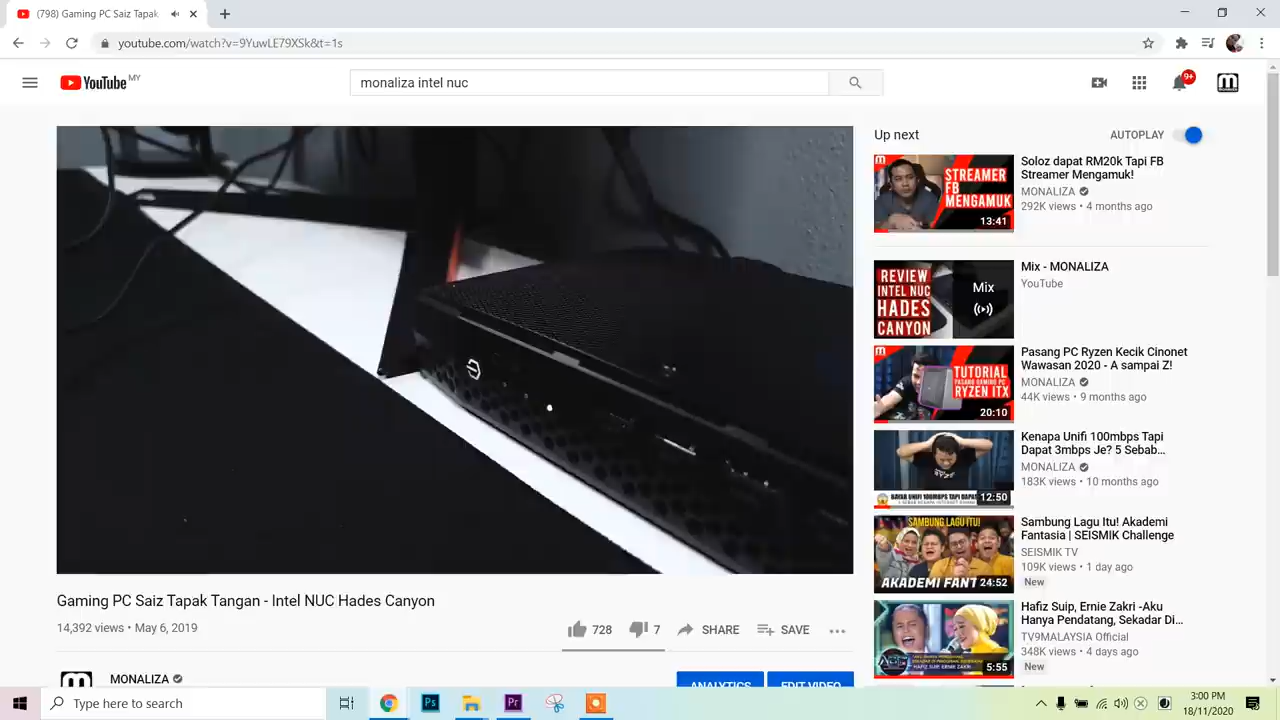 (798) Gaming PC Saiz Tapak
youtube.com/watch?v=9YuwLE79XSk&t=1s
YouTube MY
monaliza intel nuc
9+
MONALIZA
Up next
AUTOPLAY
STREAMER
FB
MENGAMUK
13:41
Soloz dapat RM20k Tapi FB
Streamer Mengamuk!
MONALIZA
292K views • 4 months ago
REVIEW
INTEL NUC
HADES
CANYON
Mix
Mix - MONALIZA
YouTube
TUTORIAL
PASANG GAMING PC
RYZEN ITX
20:10
Pasang PC Ryzen Kecik Cinonet
Wawasan 2020 - A sampai Z!
MONALIZA
44K views • 9 months ago
12:50
Kenapa Unifi 100mbps Tapi
Dapat 3mbps Je? 5 Sebab...
MONALIZA
183K views • 10 months ago
SAMBUNG LAGU ITU!
AKADEMI FANT
24:52
Sambung Lagu Itu! Akademi
Fantasia | SEISMIK Challenge
SEISMIK TV
109K views • 1 day ago
New
5:55
Hafiz Suip, Ernie Zakri -Aku
Hanya Pendatang, Sekadar Di...
TV9MALAYSIA Official
348K views • 4 days ago
New
Gaming PC Saiz Tapak Tangan - Intel NUC Hades Canyon
14,392 views • May 6, 2019
728
7
SHARE
SAVE
MONALIZA
ANALYTICS
EDIT VIDEO
Type here to search
Ps
Pr
3:00 PM
18/11/2020